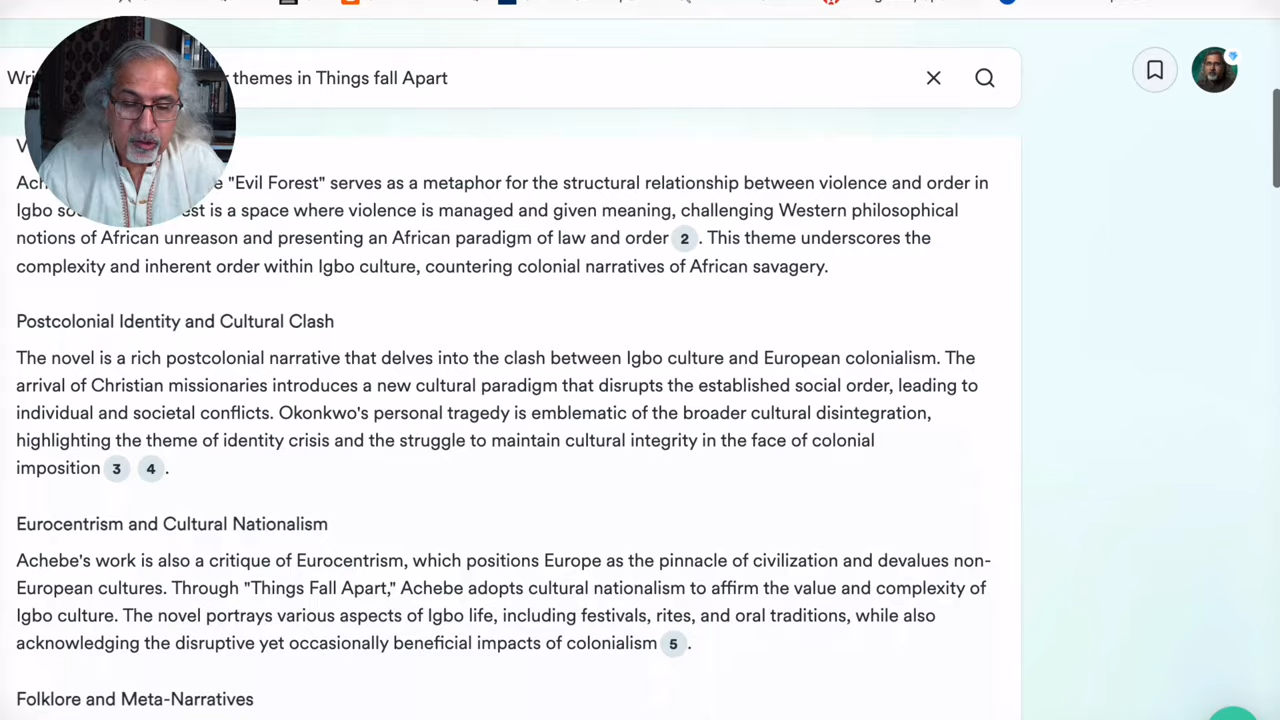 themes in Things fall Apart
"Evil Forest" serves as a metaphor for the structural relationship between violence and order in
Igbo is a space where violence is managed and given meaning, challenging Western philosophical
notions of African unreason and presenting an African paradigm of law and order 2 . This theme underscores the
complexity and inherent order within Igbo culture, countering colonial narratives of African savagery.
Postcolonial Identity and Cultural Clash
The novel is a rich postcolonial narrative that delves into the clash between Igbo culture and European colonialism. The
arrival of Christian missionaries introduces a new cultural paradigm that disrupts the established social order, leading to
individual and societal conflicts. Okonkwo's personal tragedy is emblematic of the broader cultural disintegration,
highlighting the theme of identity crisis and the struggle to maintain cultural integrity in the face of colonial
imposition 3 4 .
Eurocentrism and Cultural Nationalism
Achebe's work is also a critique of Eurocentrism, which positions Europe as the pinnacle of civilization and devalues non-
European cultures. Through "Things Fall Apart," Achebe adopts cultural nationalism to affirm the value and complexity of
Igbo culture. The novel portrays various aspects of Igbo life, including festivals, rites, and oral traditions, while also
acknowledging the disruptive yet occasionally beneficial impacts of colonialism 5 .
Folklore and Meta-Narratives